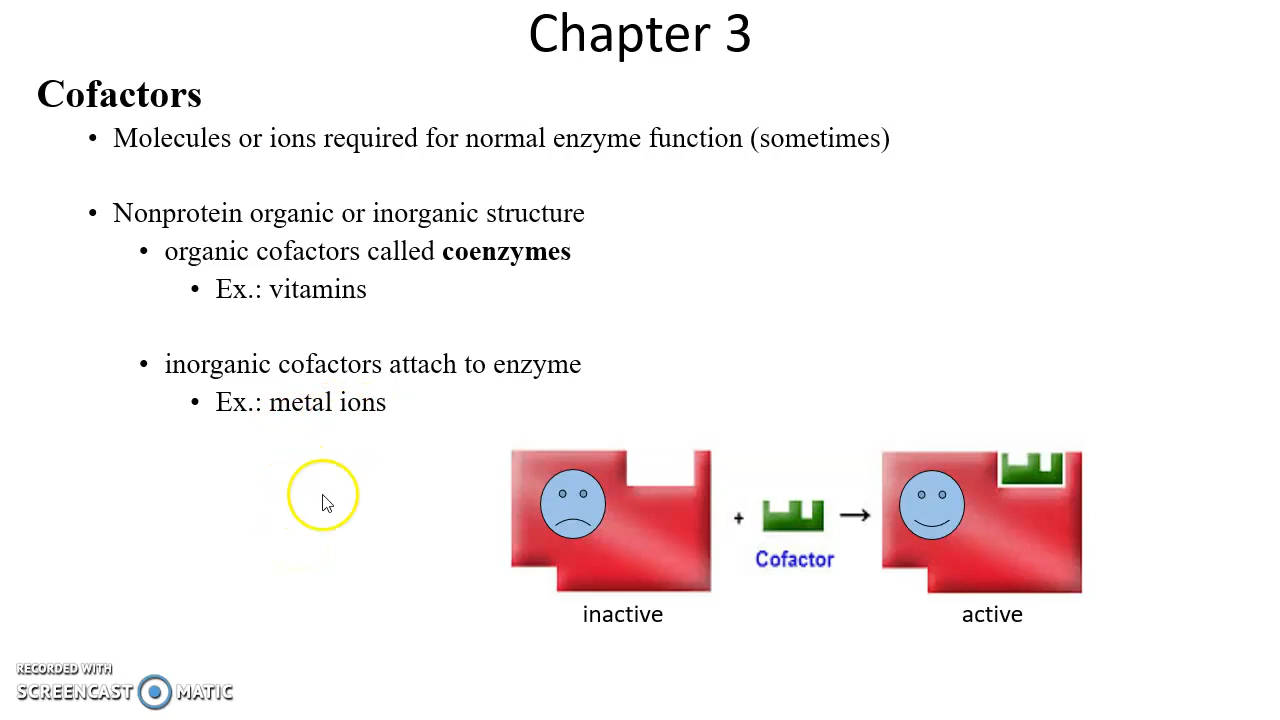 Chapter 3
Cofactors
• Molecules or ions required for normal enzyme function (sometimes)
• Nonprotein organic or inorganic structure
• organic cofactors called coenzymes
• Ex.: vitamins
• inorganic cofactors attach to enzyme
• Ex.: metal ions
+ Cofactor →
inactive
active
RECORDED WITH
SCREENCAST MATIC